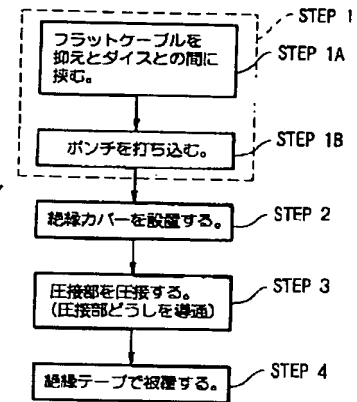 STEP 1
フラットケーブルを
抑えとダイスとの間に
挟む。
STEP 1A
ポンチを打ち込む。
STEP 1B
絶縁カバーを設置する。
STEP 2
圧接部を圧接する。
(圧接部どうしを導通)
STEP 3
絶縁テープで被覆する。
STEP 4